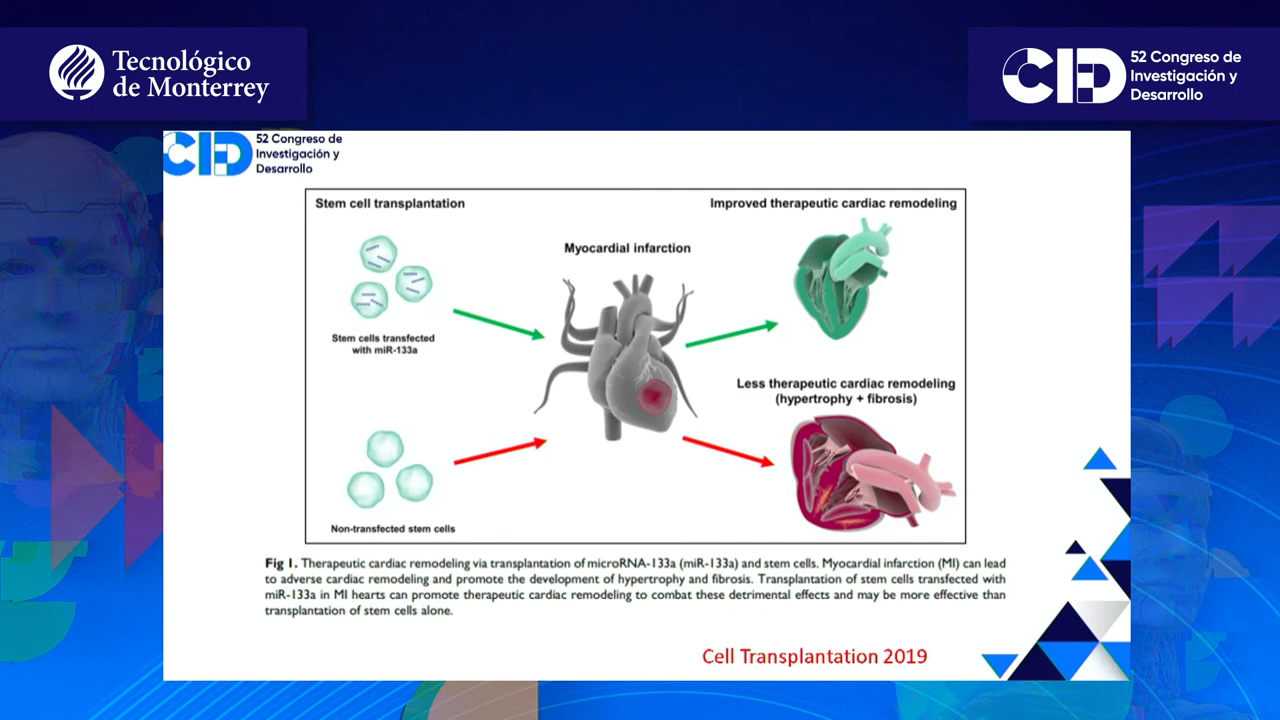 Tecnológico
de Monterrey
CID
52 Congreso de
Investigación y
Desarrollo
CID
52 Congreso de
Investigación y
Desarrollo
Stem cell transplantation
Improved therapeutic cardiac remodeling
Myocardial infarction
Stem cells transfected
with miR-133a
Less therapeutic cardiac remodeling
(hypertrophy + fibrosis)
Non-transfected stem cells
Fig 1. Therapeutic cardiac remodeling via transplantation of microRNA-133a (miR-133a) and stem cells. Myocardial infarction (MI) can lead
to adverse cardiac remodeling and promote the development of hypertrophy and fibrosis. Transplantation of stem cells transfected with
miR-133a in MI hearts can promote therapeutic cardiac remodeling to combat these detrimental effects and may be more effective than
transplantation of stem cells alone.
Cell Transplantation 2019